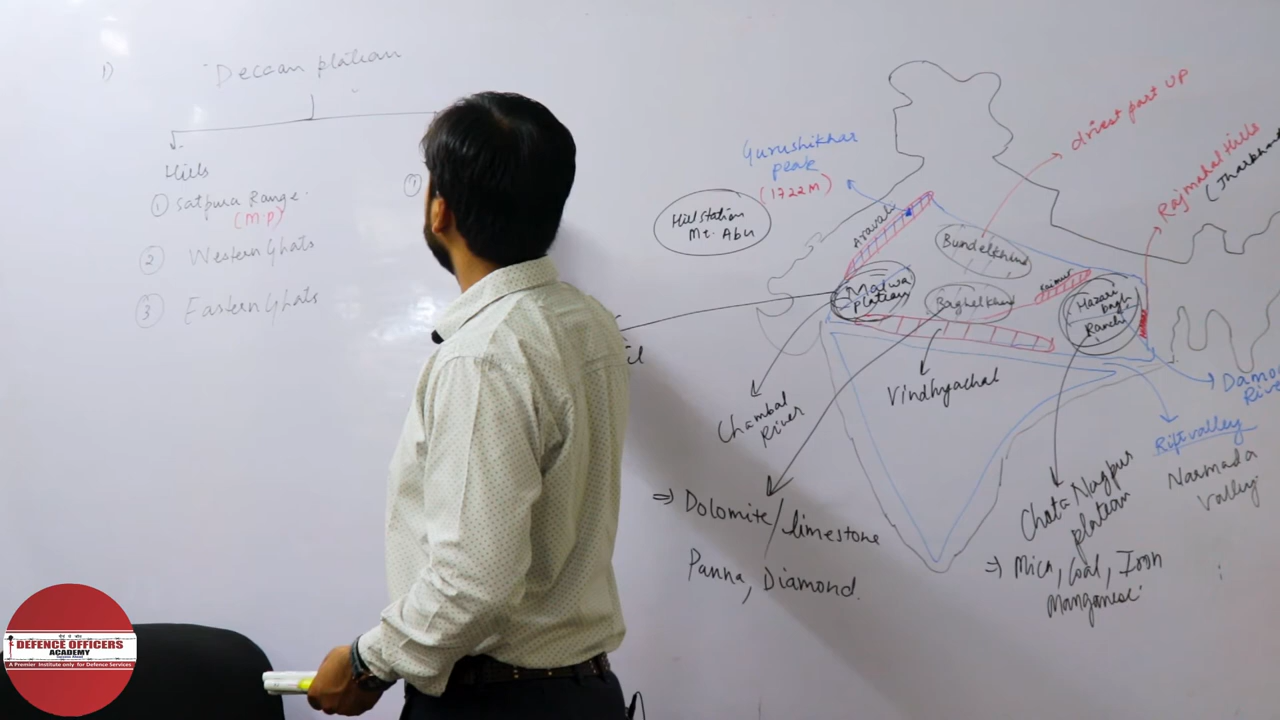 1)
Deccan plateau
Hills
① Satpura Range
(MP)
② Western Ghats
③ Eastern Ghats
①
Gurushikhar
peak
(1722M)
Hill station
Mt. Abu
Aravali
driest part UP
Bundelkhand
Rajmahal Hills
(Jharkhan
Malwa
plateau
Baghelkhand
Kaimur
Hazari
bagh
Ranchi
Vindhyachal
Chambal
River
Damo
Rive
Rift valley
Narmada
Valley
⇒ Dolomite/limestone
Panna, Diamond
Chota Nagpur
plateau
⇒ Mica, Coal, Iron
Manganese
DEFENCE OFFICERS
ACADEMY
A Premier Institute only for Defence Services